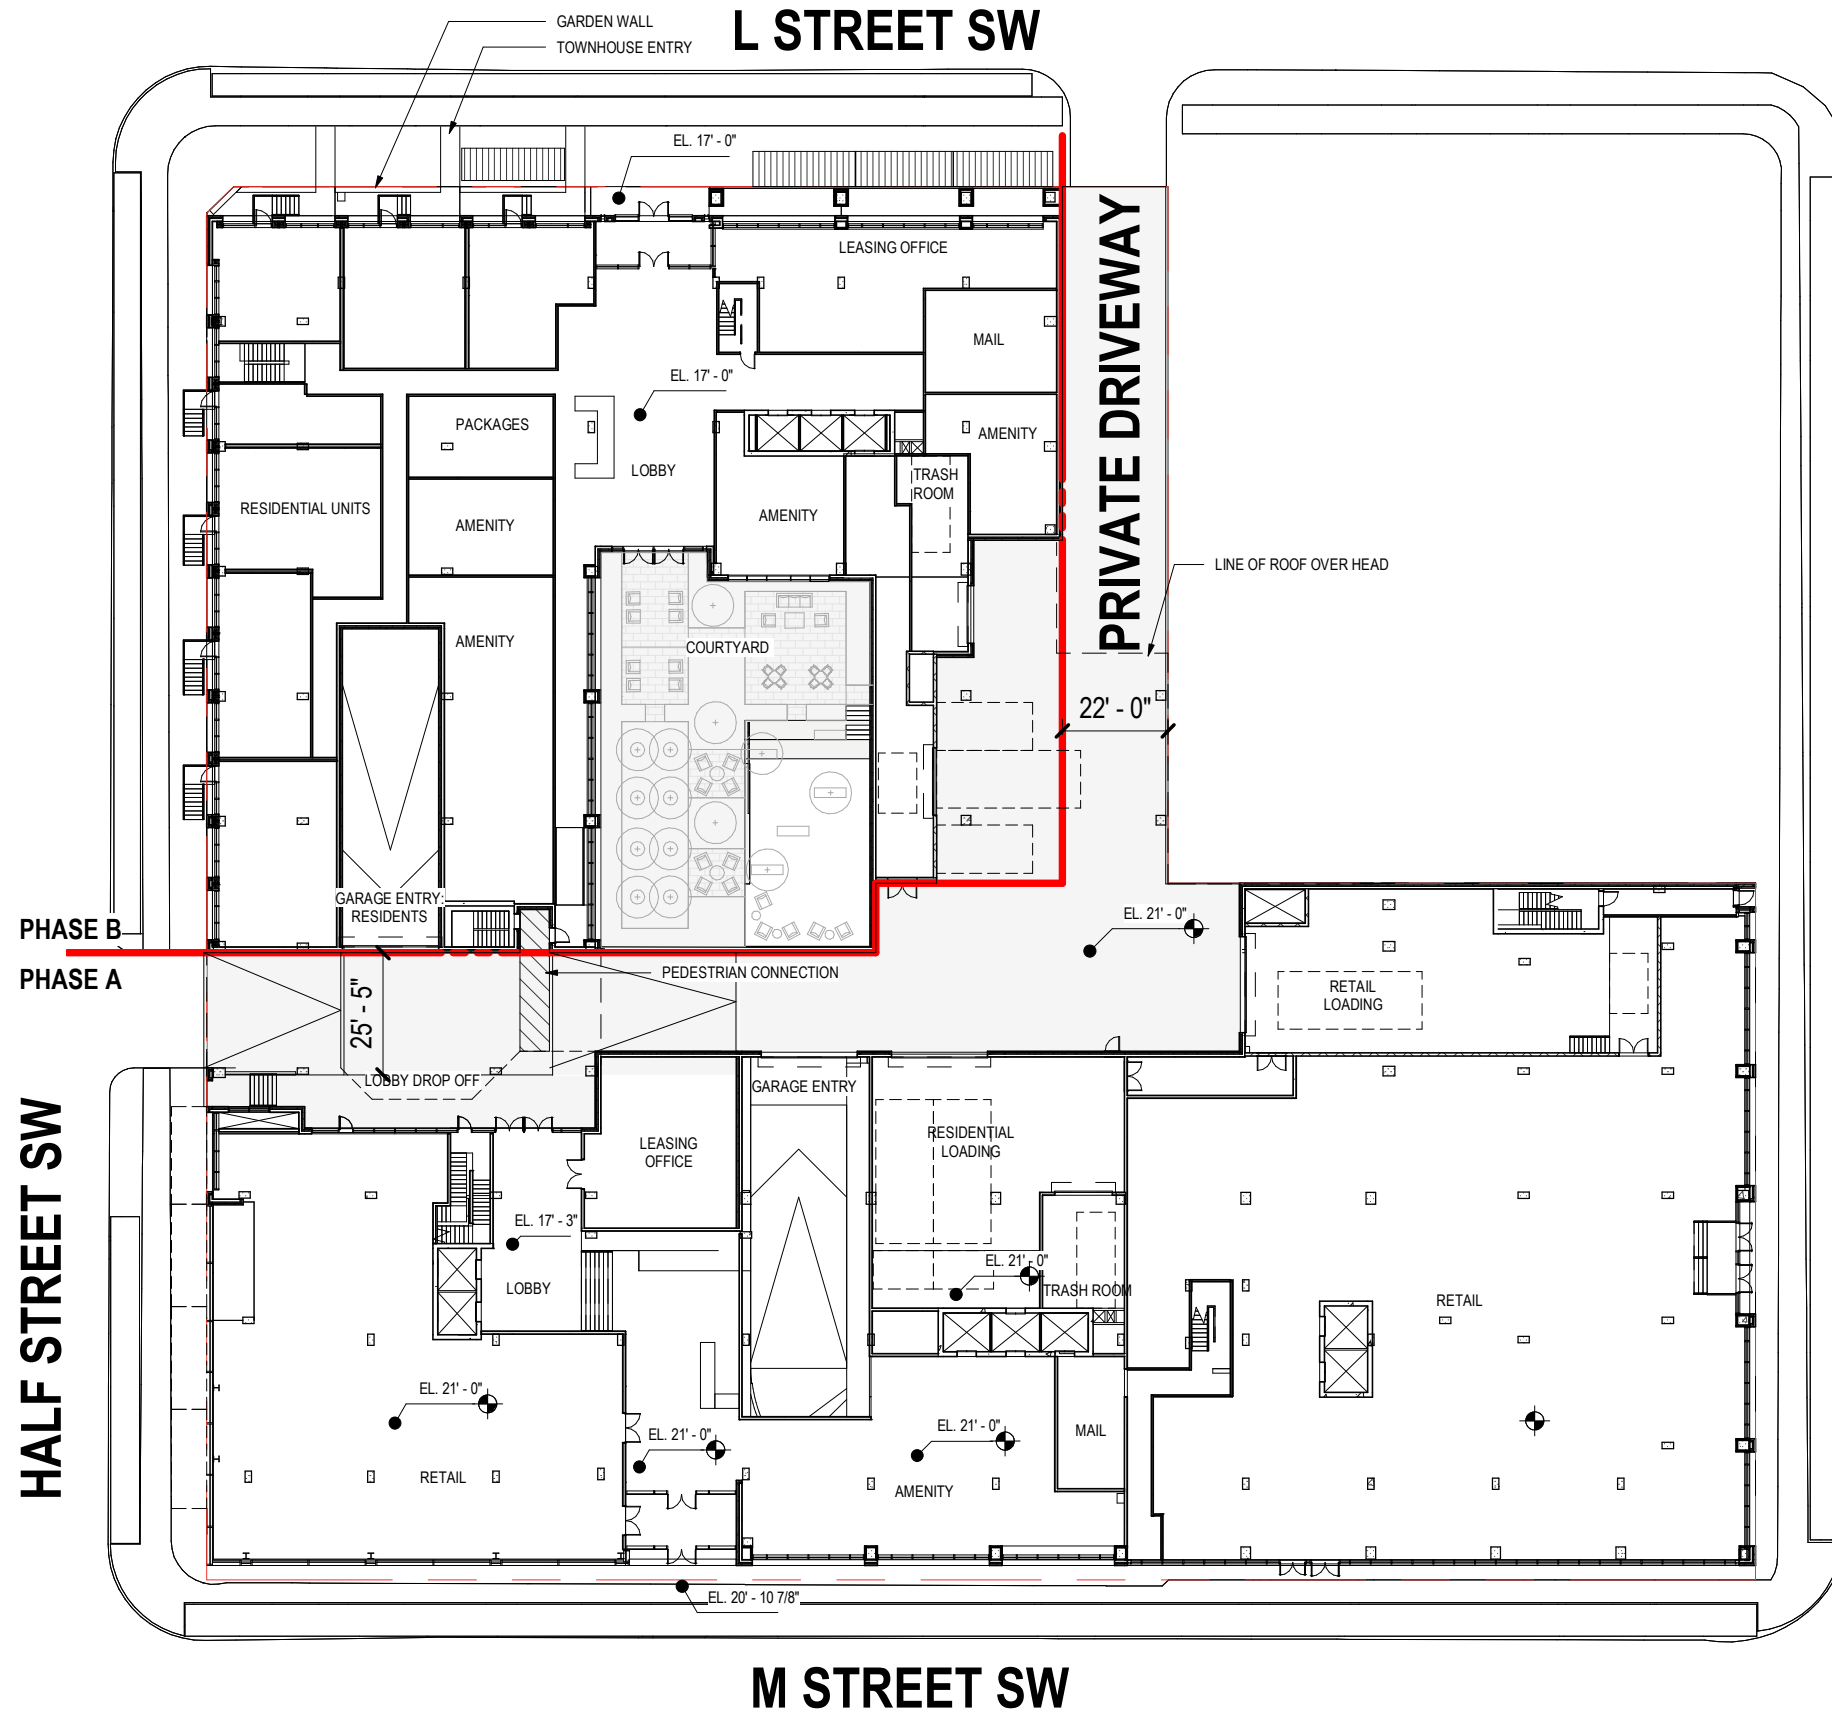 GARDEN WALL
L STREET SW
TOWNHOUSE ENTRY
EL. 17' - 0"
LEASING OFFICE
PRIVATE DRIVEWAY
MAIL
EL. 17' - 0"
PACKAGES
AMENITY
LOBBY
TRASH
ROOM
RESIDENTIAL UNITS
AMENITY
AMENITY
LINE OF ROOF OVER HEAD
AMENITY
COURTYARD
22' - 0"
GARAGE ENTRY:
RESIDENTS
EL. 21' - 0"
PHASE B
PHASE A
PEDESTRIAN CONNECTION
RETAIL
LOADING
25' - 5"
LOBBY DROP OFF
GARAGE ENTRY
HALF STREET SW
LEASING
OFFICE
RESIDENTIAL
LOADING
EL. 17' - 3"
EL. 21' - 0"
LOBBY
TRASH ROOM
RETAIL
EL. 21' - 0"
EL. 21' - 0"
EL. 21' - 0"
MAIL
RETAIL
AMENITY
EL. 20' - 10 7/8"
M STREET SW